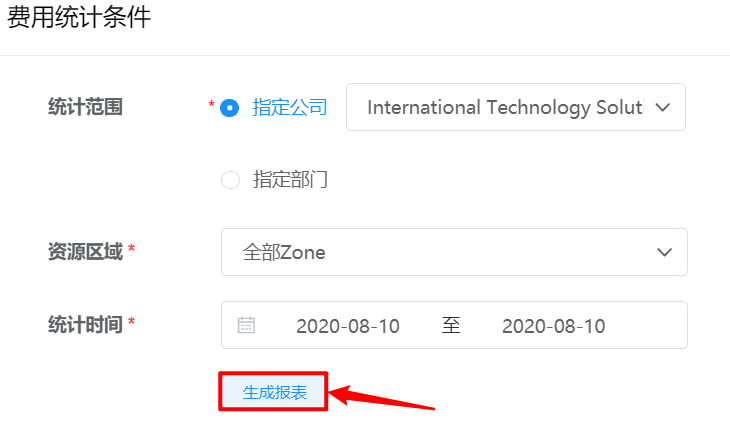 费用统计条件
统计范围 * 指定公司 International Technology Solut
指定部门
资源区域 * 全部Zone
统计时间 * 2020-08-10 至 2020-08-10
生成报表